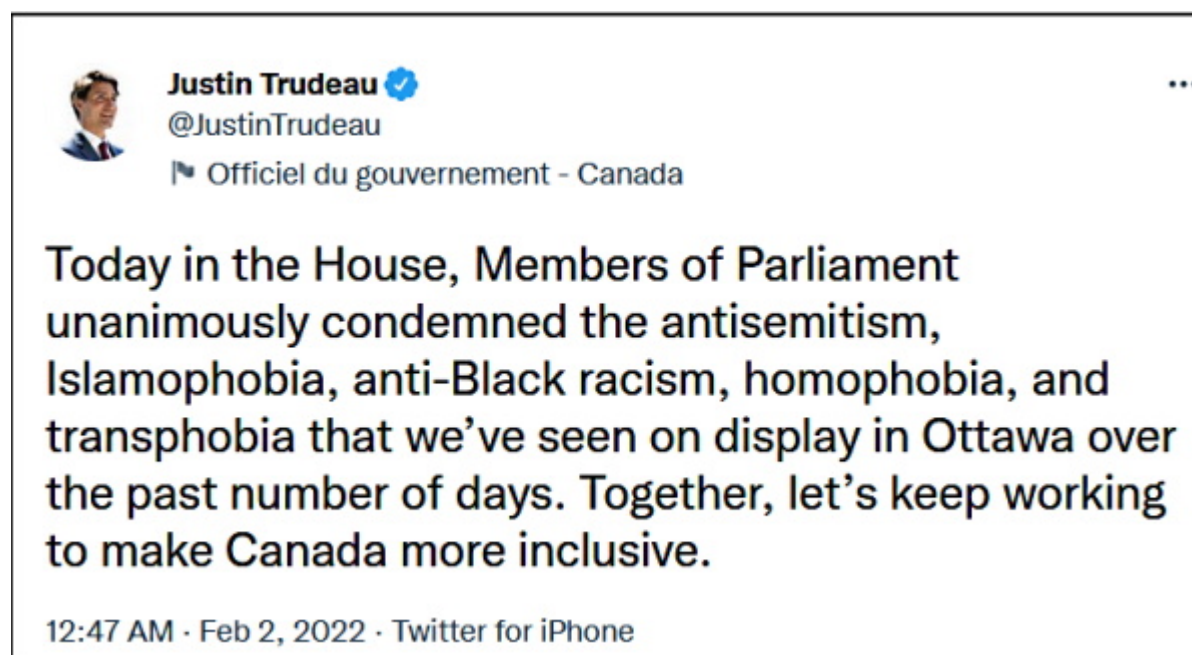 Justin Trudeau
@JustinTrudeau
Officiel du gouvernement - Canada
Today in the House, Members of Parliament
unanimously condemned the antisemitism,
Islamophobia, anti-Black racism, homophobia, and
transphobia that we’ve seen on display in Ottawa over
the past number of days. Together, let’s keep working
to make Canada more inclusive.
12:47 AM · Feb 2, 2022 · Twitter for iPhone